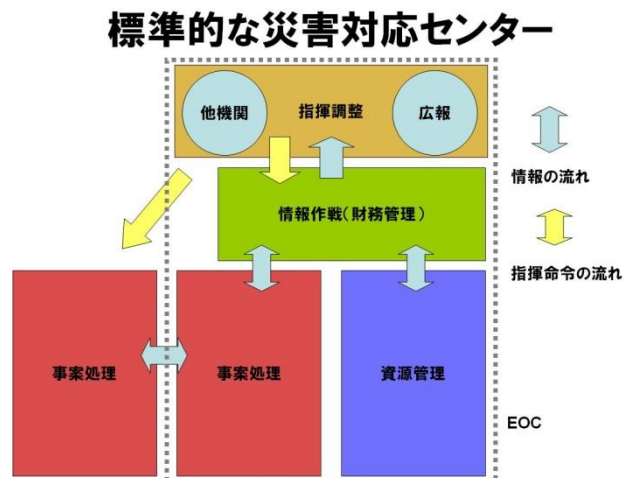 標準的な災害対応センター
他機関
指揮調整
広報
情報の流れ
情報作戦(財務管理)
指揮命令の流れ
事案処理
事案処理
資源管理
EOC